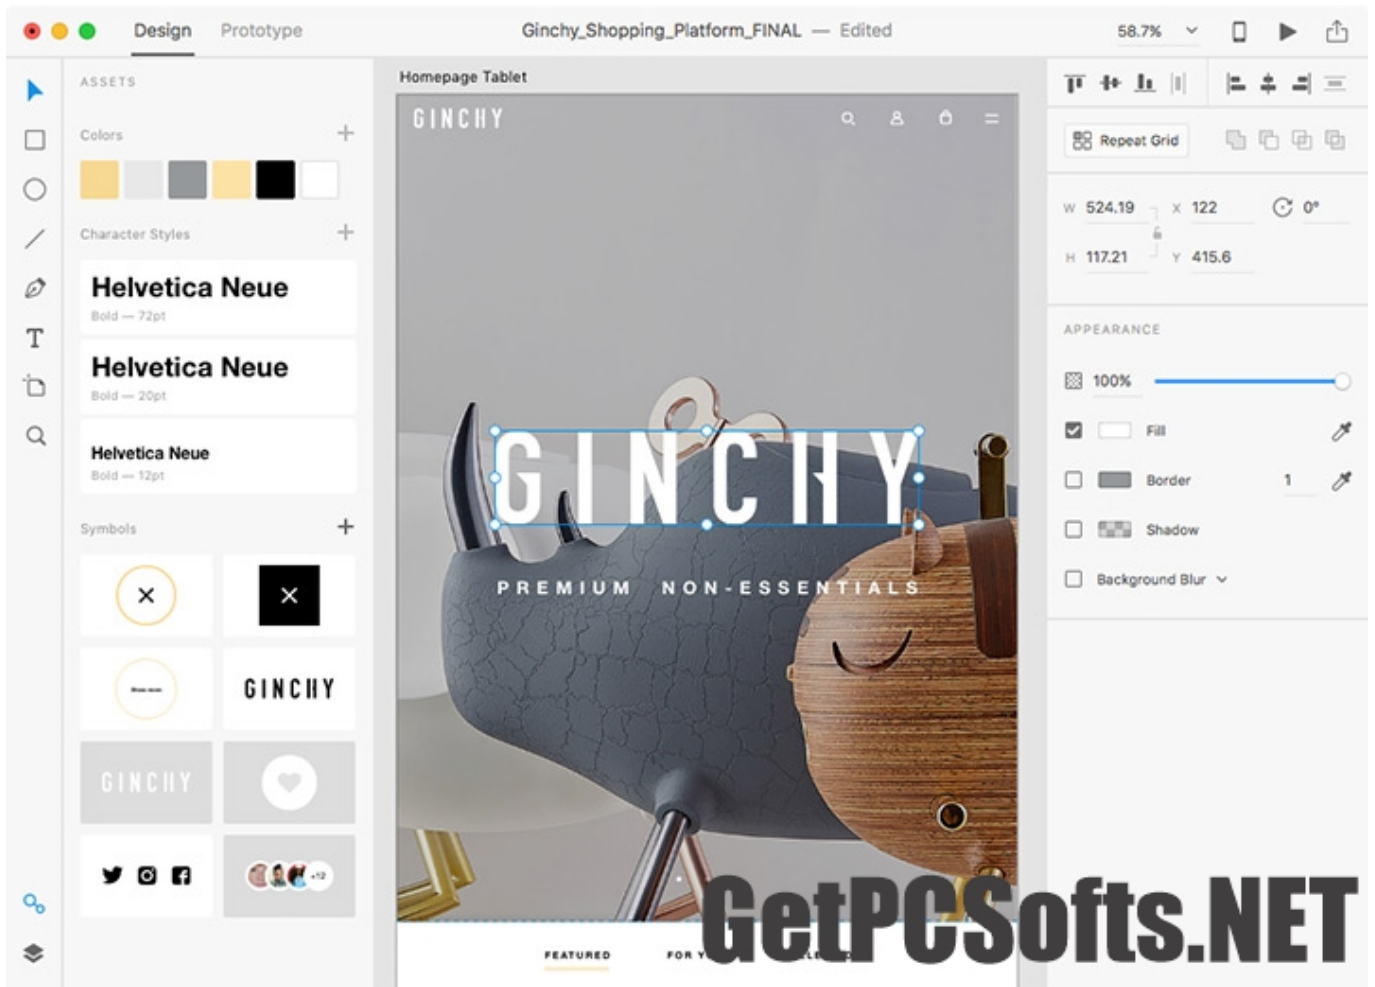 Design Prototype Ginchy_Shopping_Platform_FINAL — Edited 58.7%
ASSETS
Colors
Character Styles
Helvetica Neue
Bold — 72pt
Helvetica Neue
Bold — 20pt
Helvetica Neue
Bold — 12pt
Symbols
GINCHY
GINCHY
+12
Homepage Tablet
GINCHY
GINCHY
PREMIUM NON-ESSENTIALS
FEATURED FOR
Repeat Grid
W 524.19 X 122 0°
H 117.21 Y 415.6
APPEARANCE
100%
Fill
Border 1
Shadow
Background Blur
GetPCSofts.NET